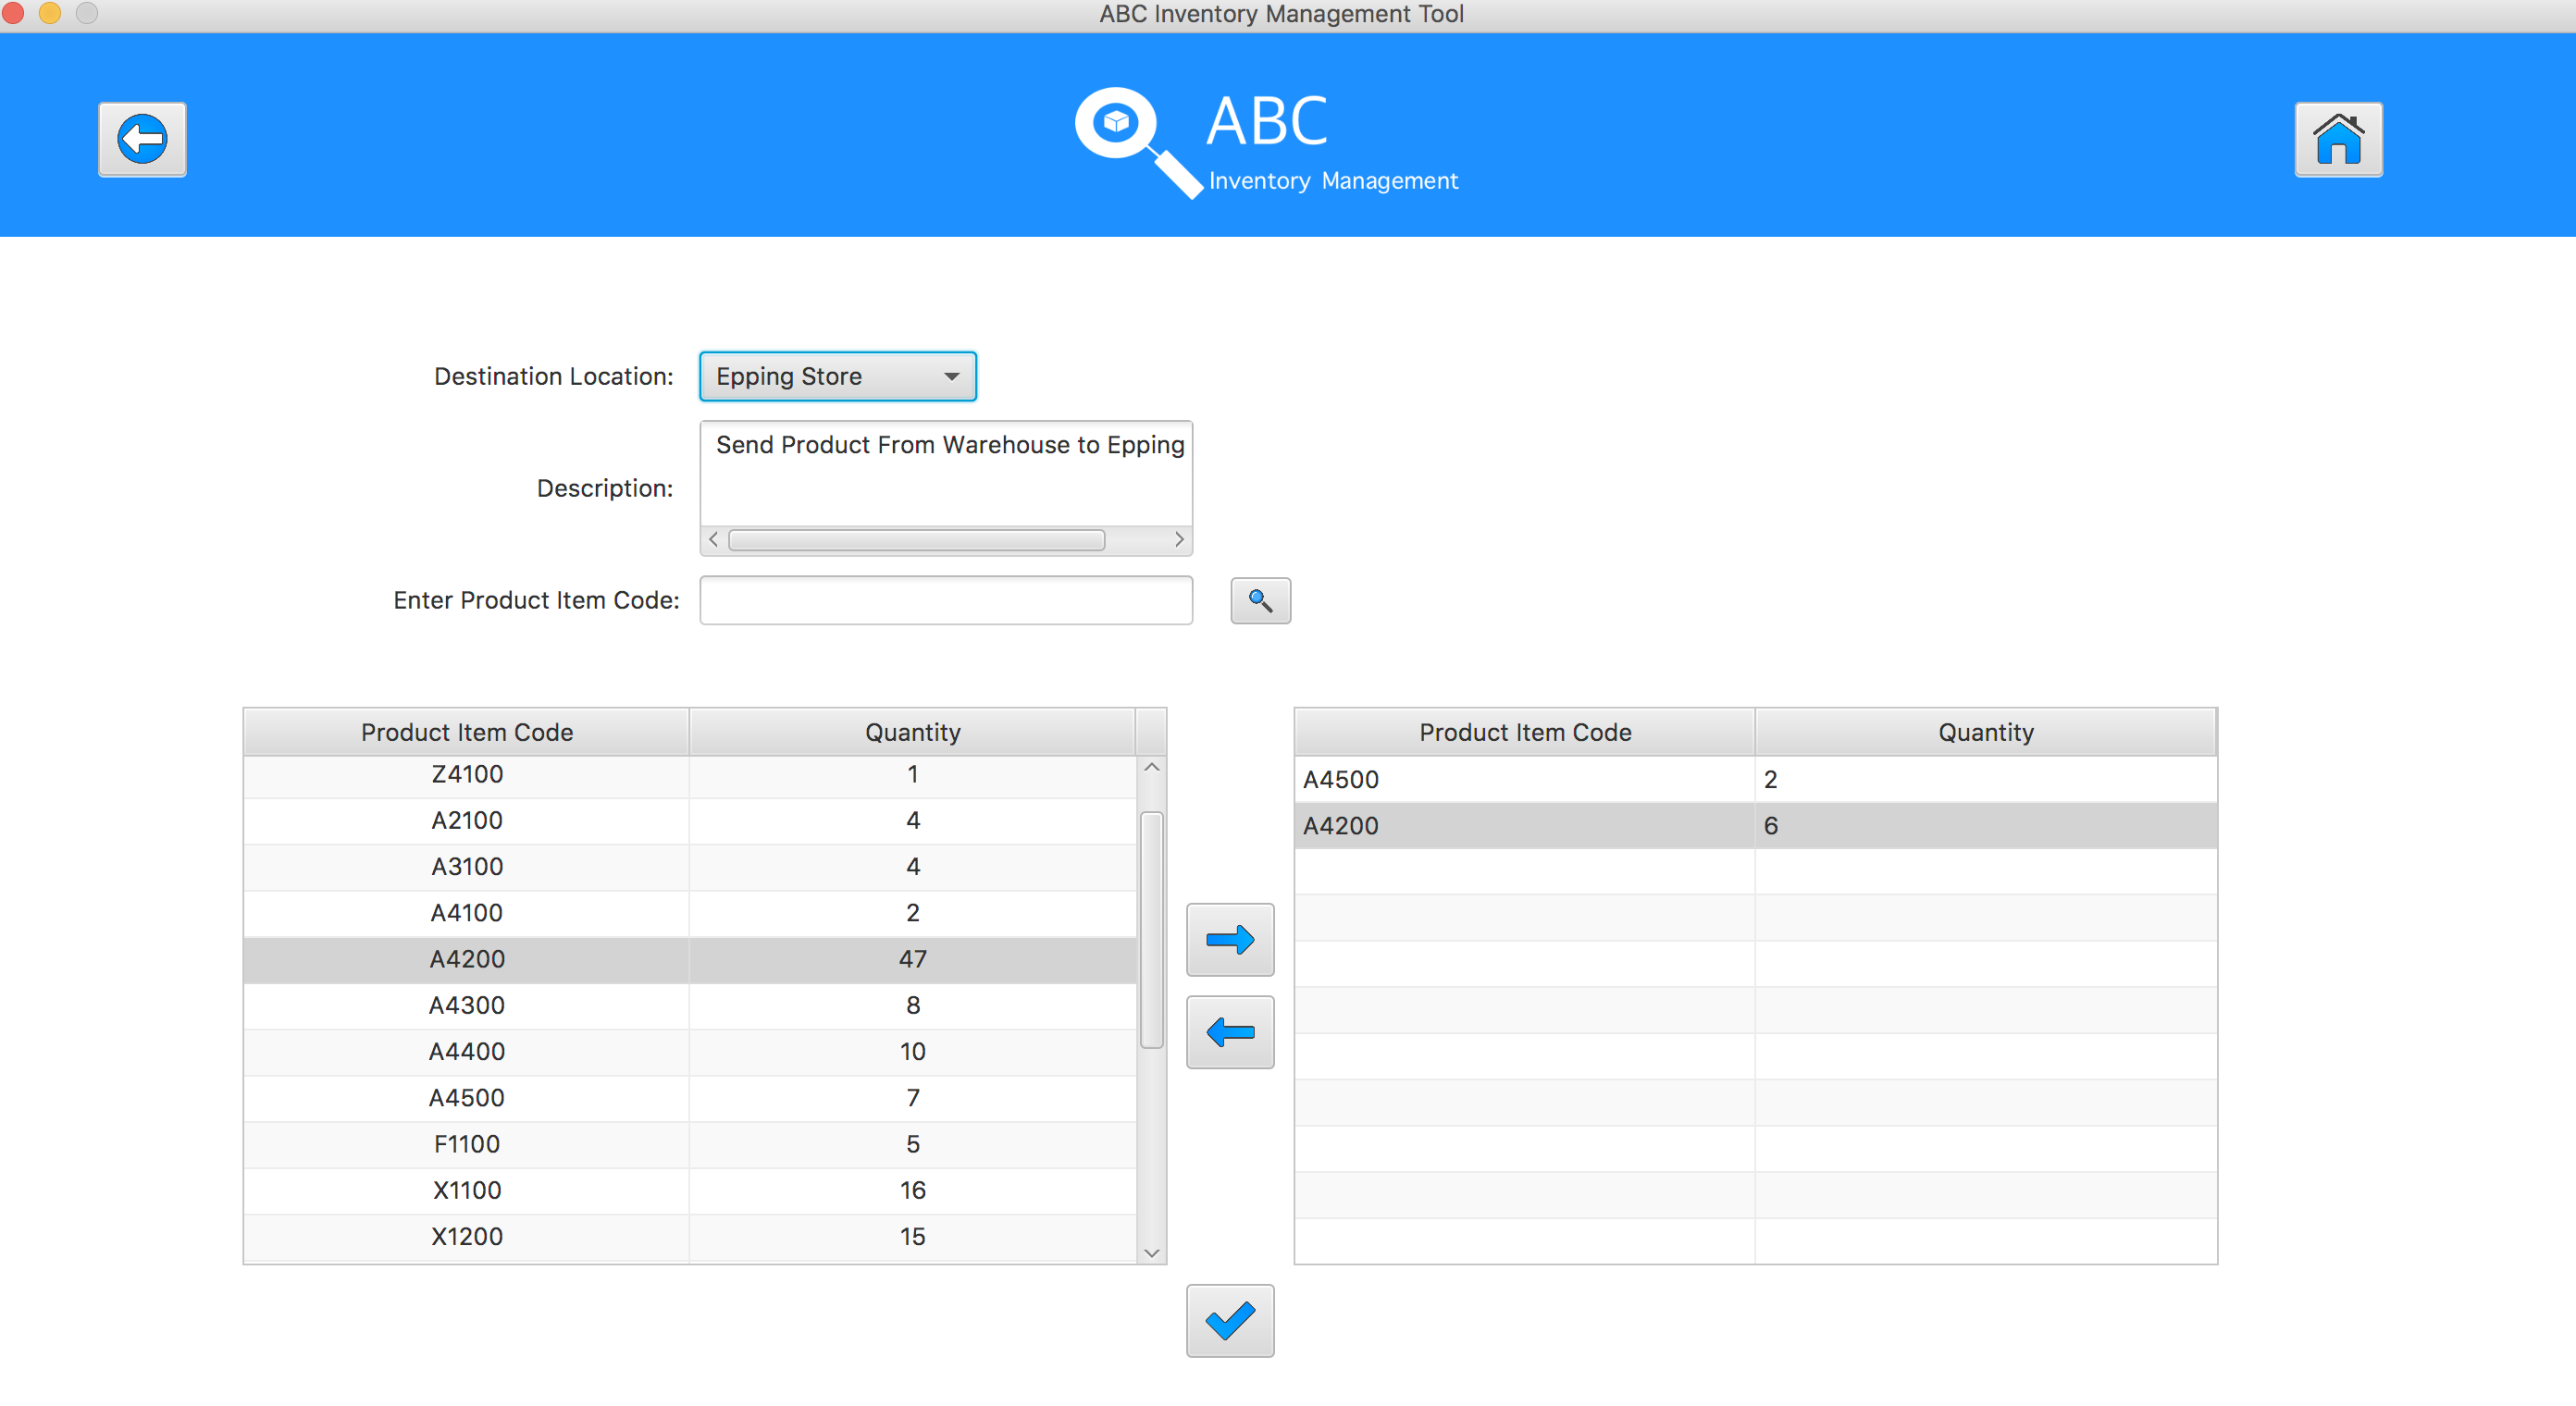 ABC Inventory Management Tool
ABC
Inventory Management
Destination Location: Epping Store
Description: Send Product From Warehouse to Epping
Enter Product Item Code:
Product Item Code Quantity
Z4100 1
A2100 4
A3100 4
A4100 2
A4200 47
A4300 8
A4400 10
A4500 7
F1100 5
X1100 16
X1200 15
Product Item Code Quantity
A4500 2
A4200 6